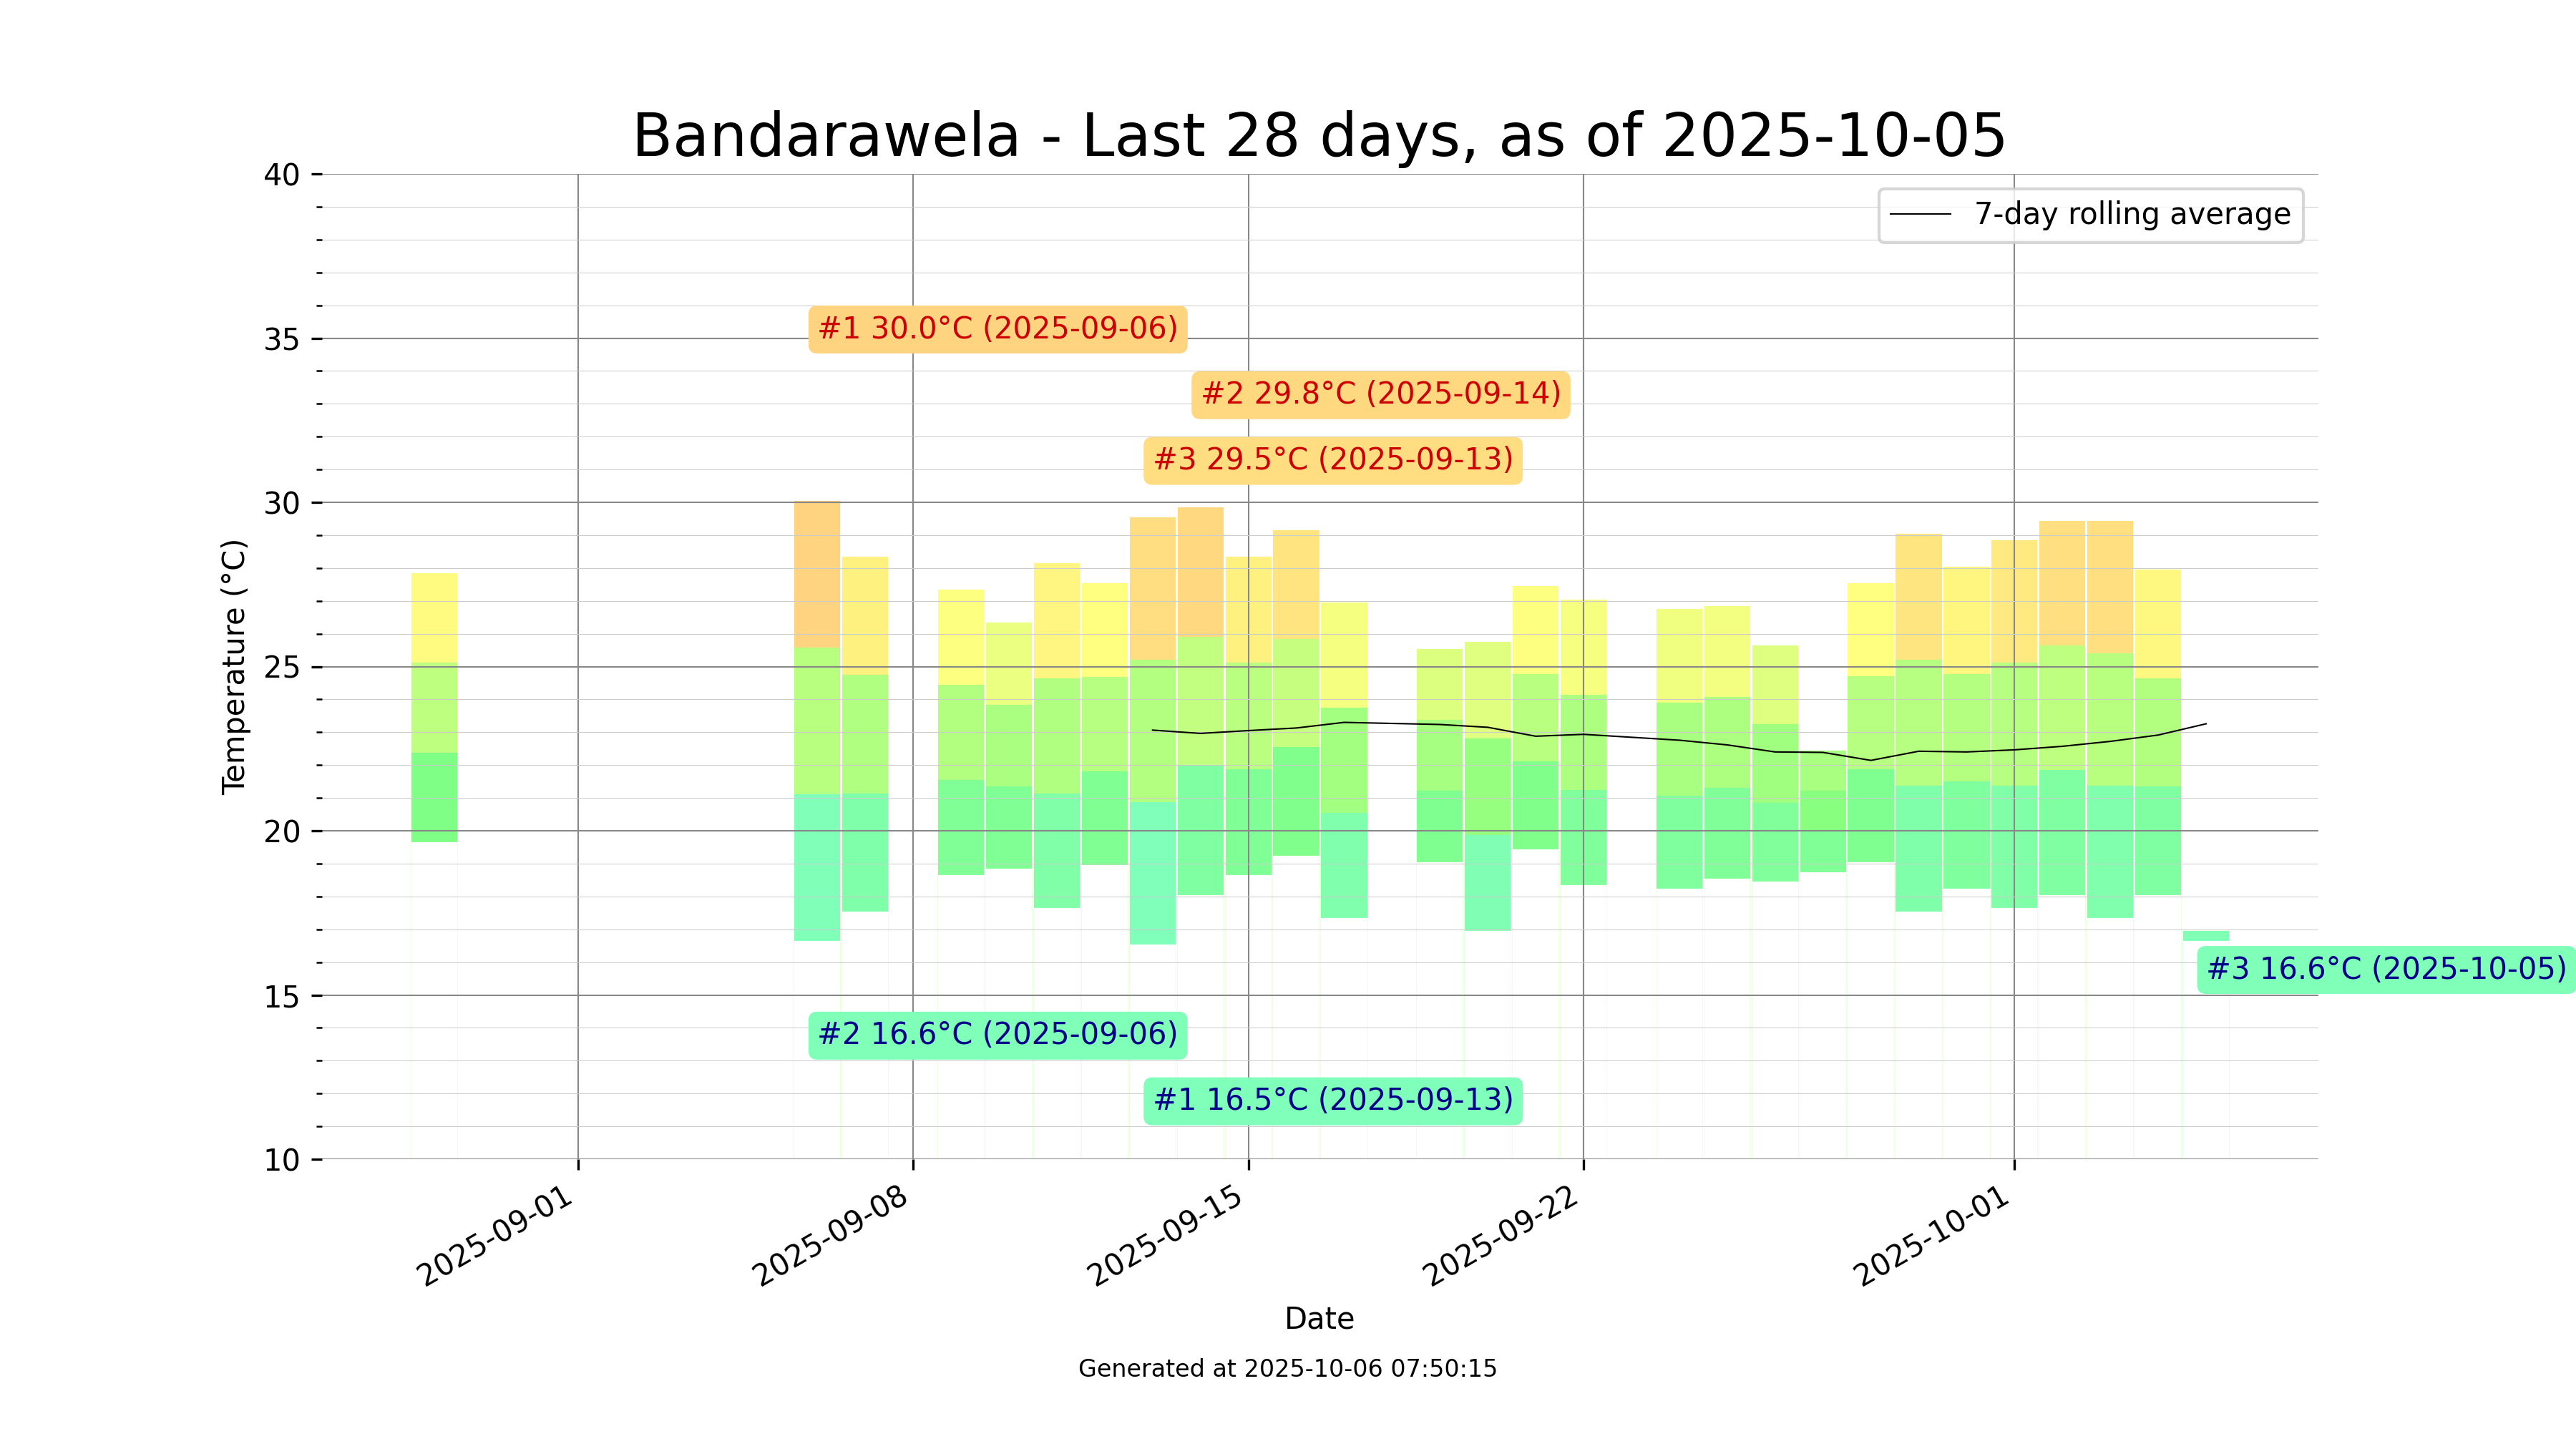 Bandarawela - Last 28 days, as of 2025-10-05
40
35
30
25
20
15
10
Temperature (°C)
7-day rolling average
#1 30.0°C (2025-09-06)
#2 29.8°C (2025-09-14)
#3 29.5°C (2025-09-13)
#3 16.6°C (2025-10-05)
#2 16.6°C (2025-09-06)
#1 16.5°C (2025-09-13)
2025-09-01
2025-09-08
2025-09-15
2025-09-22
2025-10-01
Date
Generated at 2025-10-06 07:50:15